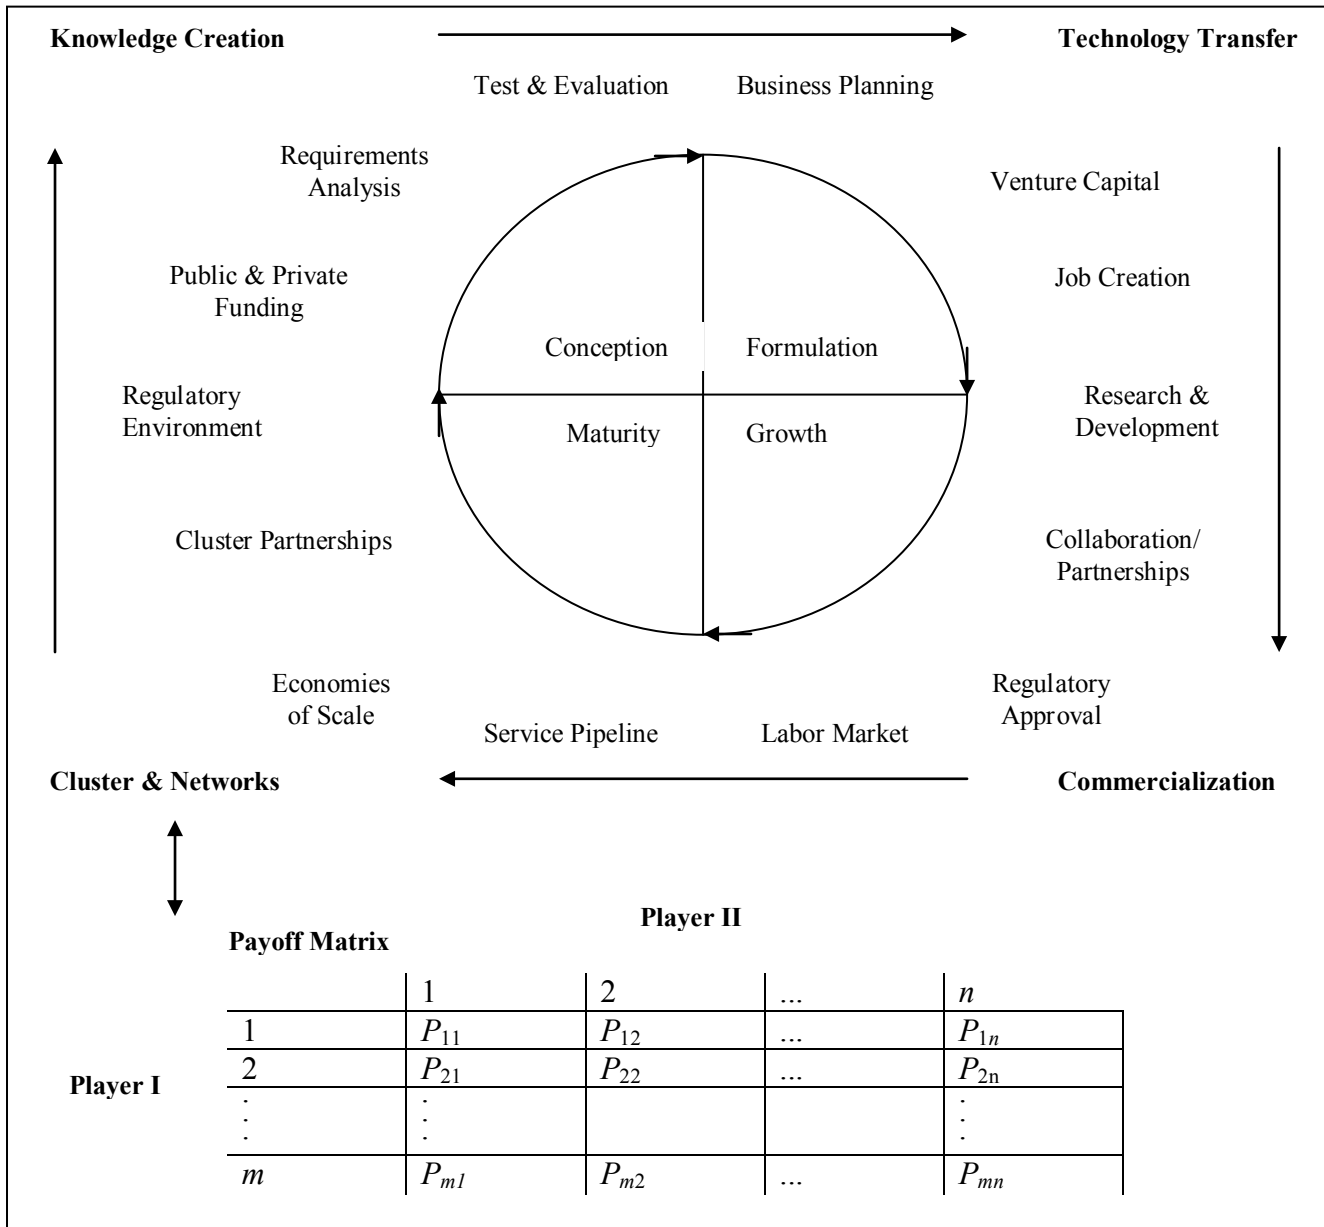 Knowledge Creation
Technology Transfer
Test & Evaluation
Business Planning
Requirements
Analysis
Venture Capital
Public & Private
Funding
Job Creation
Conception
Formulation
Regulatory
Environment
Research &
Development
Maturity
Growth
Cluster Partnerships
Collaboration/
Partnerships
Economies
of Scale
Regulatory
Approval
Service Pipeline
Labor Market
Cluster & Networks
Commercialization
Player II
Payoff Matrix
1 2 ... n
1 P11 P12 ... P1n
2 P21 P22 ... P2n
Player I
⋮ ⋮ ⋮
m Pm1 Pm2 ... Pmn